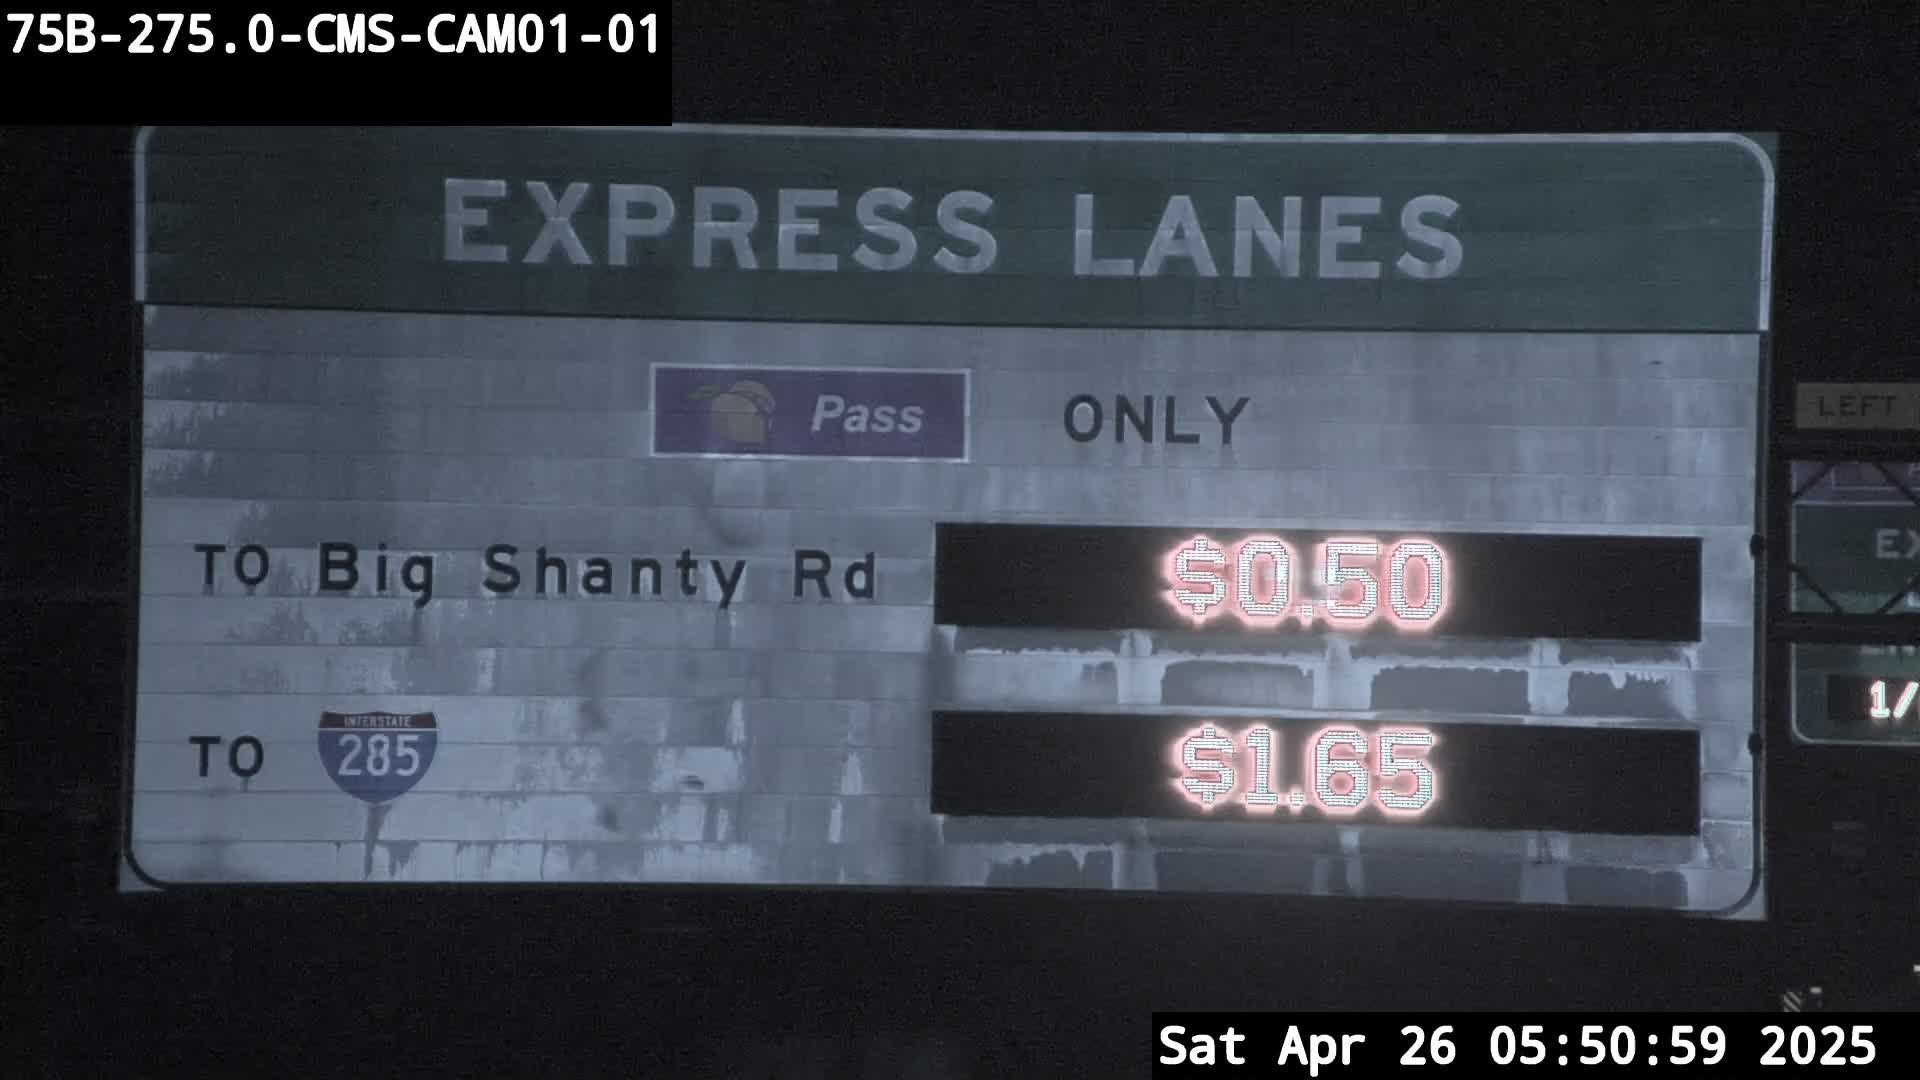 75B-275.0-CMS-CAM01-01
EXPRESS LANES
Pass ONLY
TO Big Shanty Rd $0.50
TO INTERSTATE 285 $1.65
LEFT
1/
Sat Apr 26 05:50:59 2025